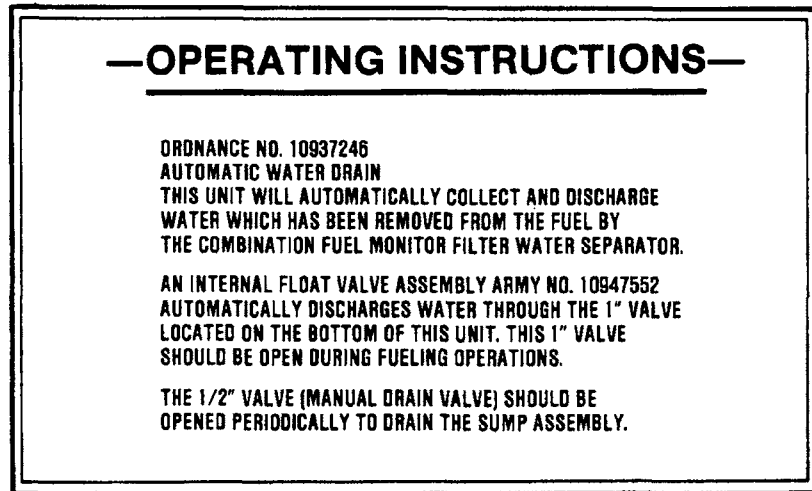 —OPERATING INSTRUCTIONS—
ORDNANCE NO. 10937246
AUTOMATIC WATER DRAIN
THIS UNIT WILL AUTOMATICALLY COLLECT AND DISCHARGE
WATER WHICH HAS BEEN REMOVED FROM THE FUEL BY
THE COMBINATION FUEL MONITOR FILTER WATER SEPARATOR.
AN INTERNAL FLOAT VALVE ASSEMBLY ARMY NO. 10947552
AUTOMATICALLY DISCHARGES WATER THROUGH THE 1" VALVE
LOCATED ON THE BOTTOM OF THIS UNIT. THIS 1" VALVE
SHOULD BE OPEN DURING FUELING OPERATIONS.
THE 1/2" VALVE (MANUAL DRAIN VALVE) SHOULD BE
OPENED PERIODICALLY TO DRAIN THE SUMP ASSEMBLY.